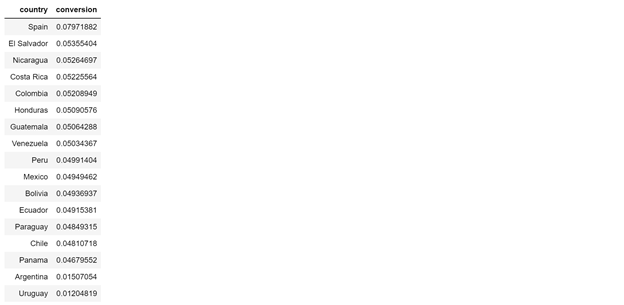 country conversion
Spain 0.07971882
El Salvador 0.05355404
Nicaragua 0.05264697
Costa Rica 0.05225564
Colombia 0.05208949
Honduras 0.05090576
Guatemala 0.05064288
Venezuela 0.05034367
Peru 0.04991404
Mexico 0.04949462
Bolivia 0.04936937
Ecuador 0.04915381
Paraguay 0.04849315
Chile 0.04810718
Panama 0.04679552
Argentina 0.01507054
Uruguay 0.01204819